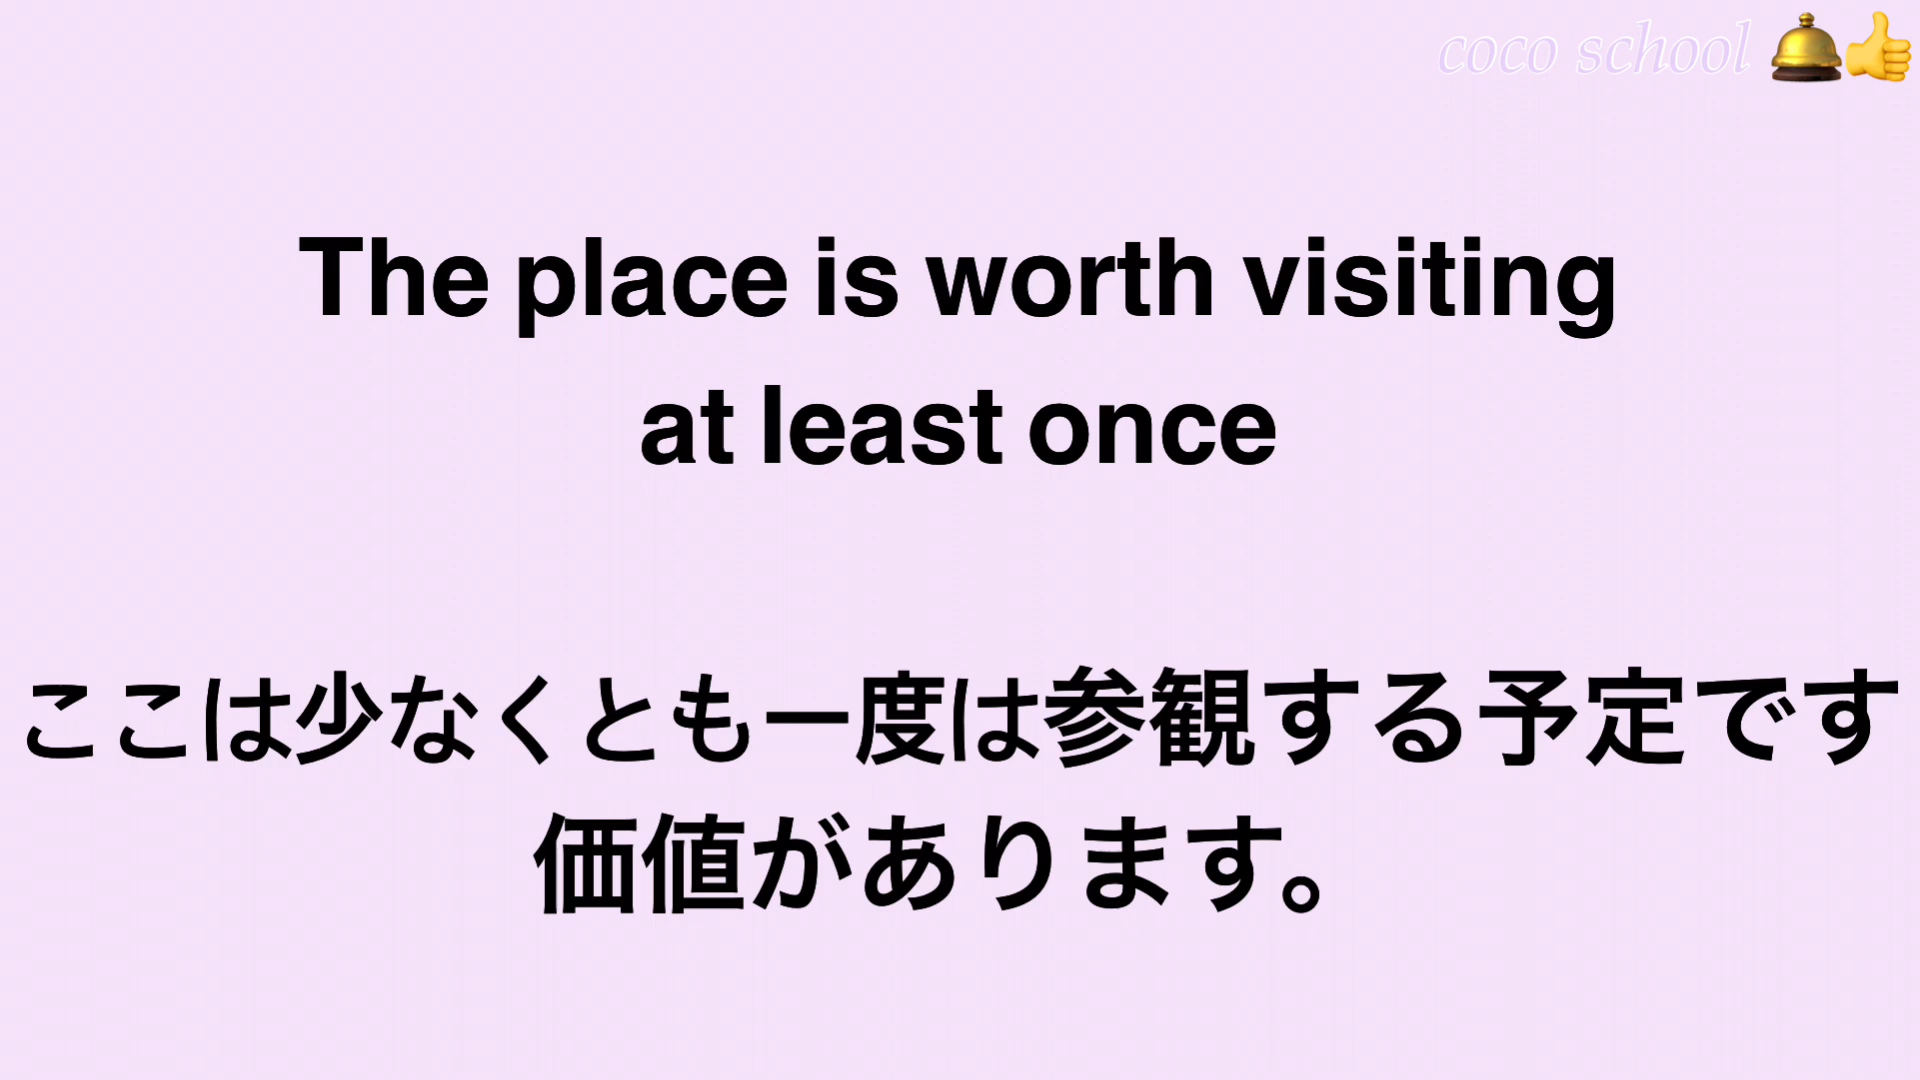 coco school 🛎️👍
The place is worth visiting
at least once
ここは少なくとも一度は参観する予定です
価値があります。